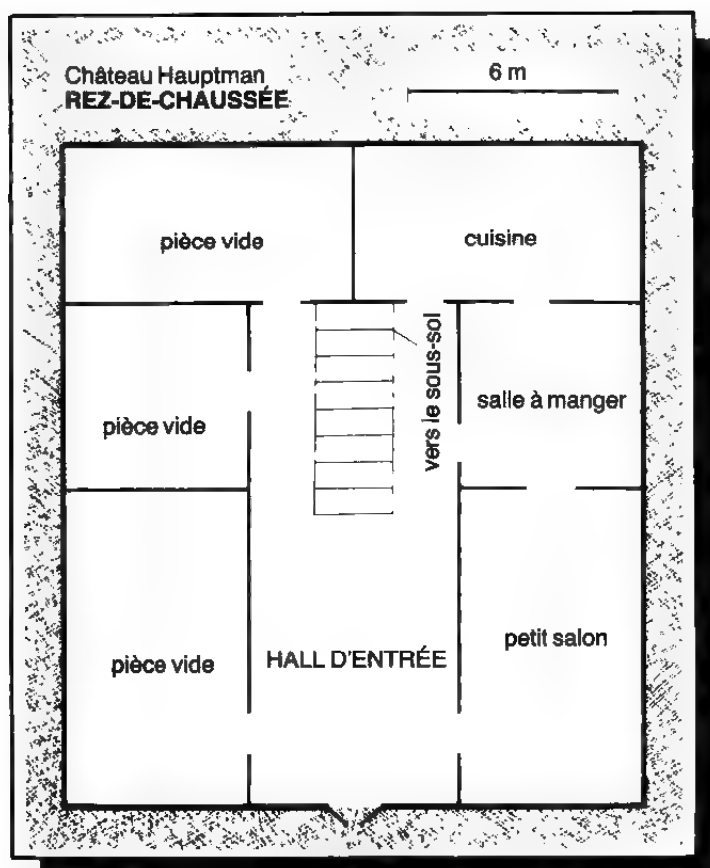 Château Hauptman
REZ-DE-CHAUSSÉE
6 m
pièce vide
cuisine
vers le sous-sol
pièce vide
salle à manger
pièce vide
HALL D'ENTRÉE
petit salon